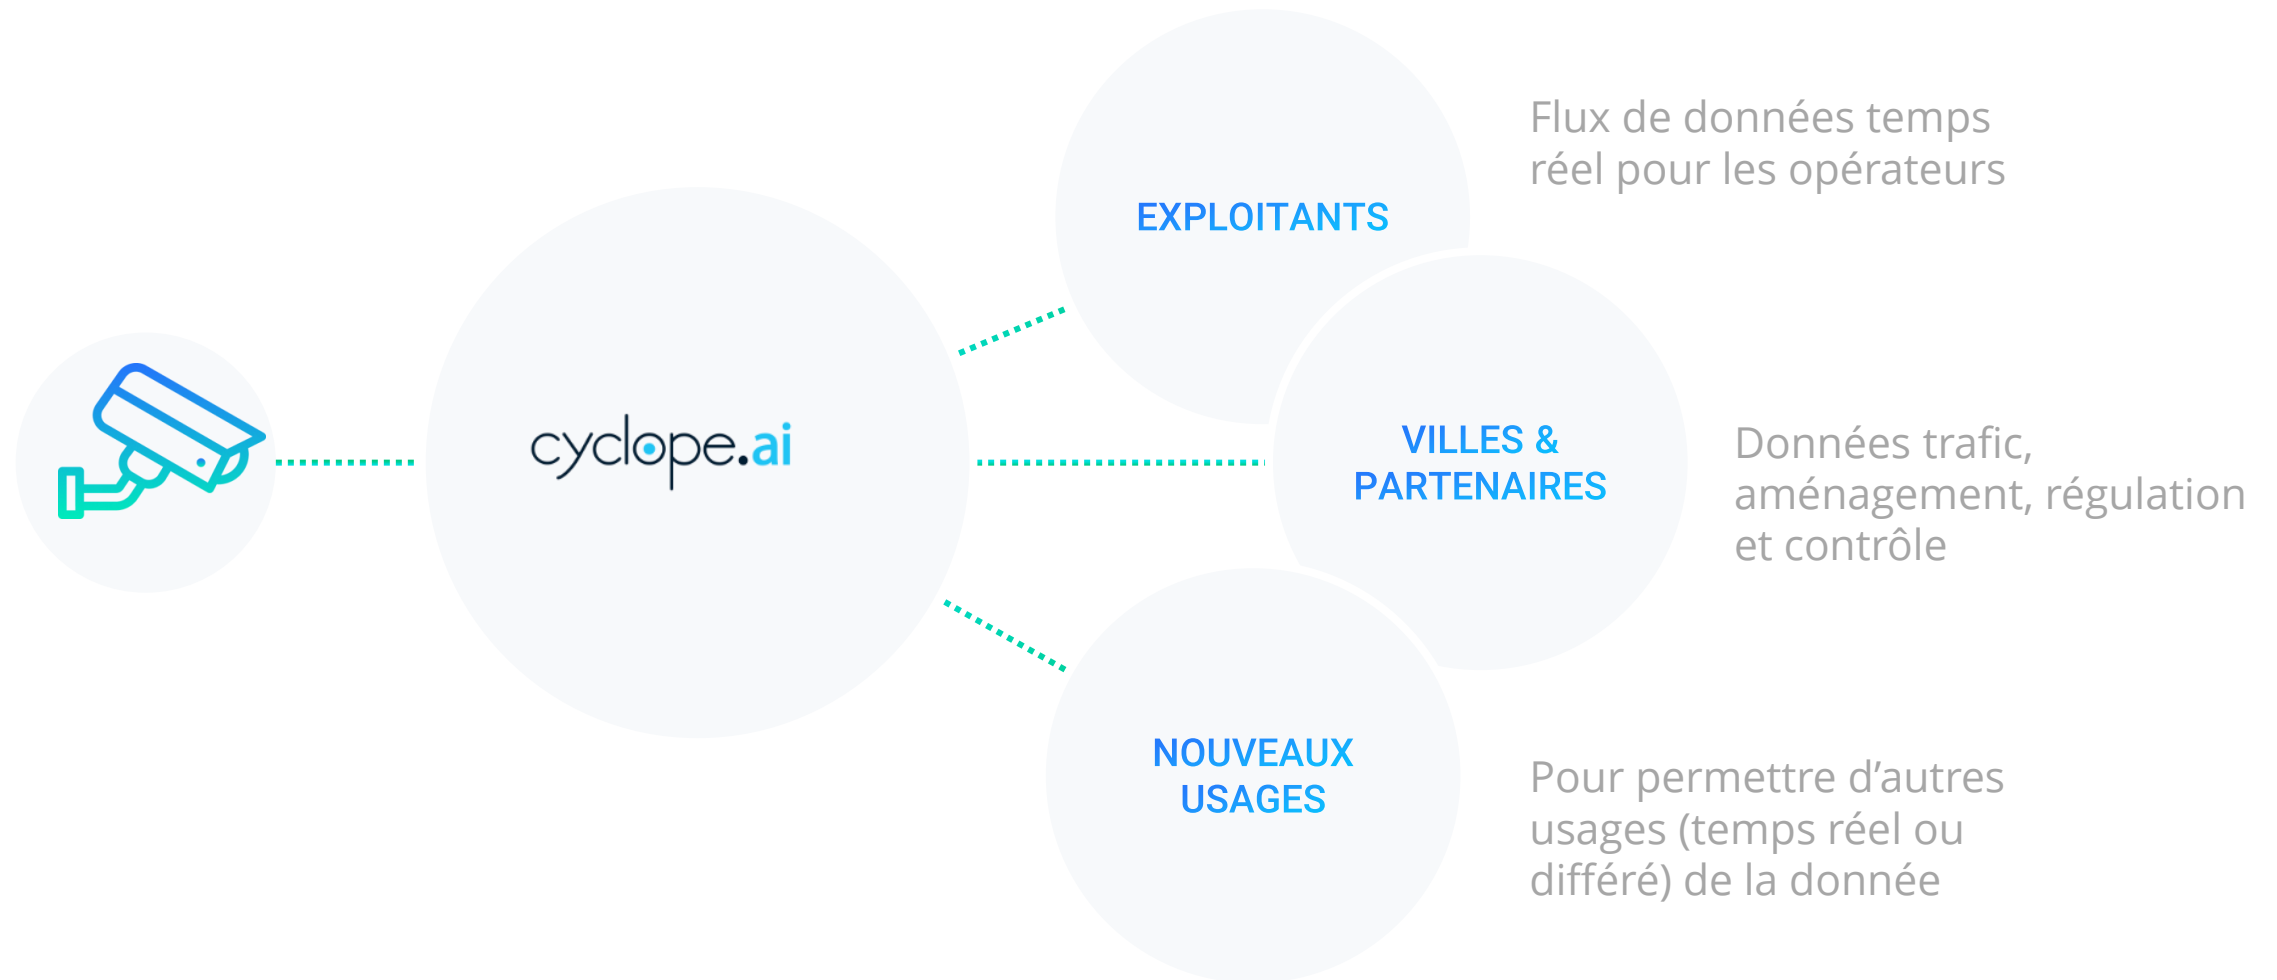 cyclope.ai
EXPLOITANTS
Flux de données temps
réel pour les opérateurs
VILLES &
PARTENAIRES
Données trafic,
aménagement, régulation
et contrôle
NOUVEAUX
USAGES
Pour permettre d’autres
usages (temps réel ou
différé) de la donnée